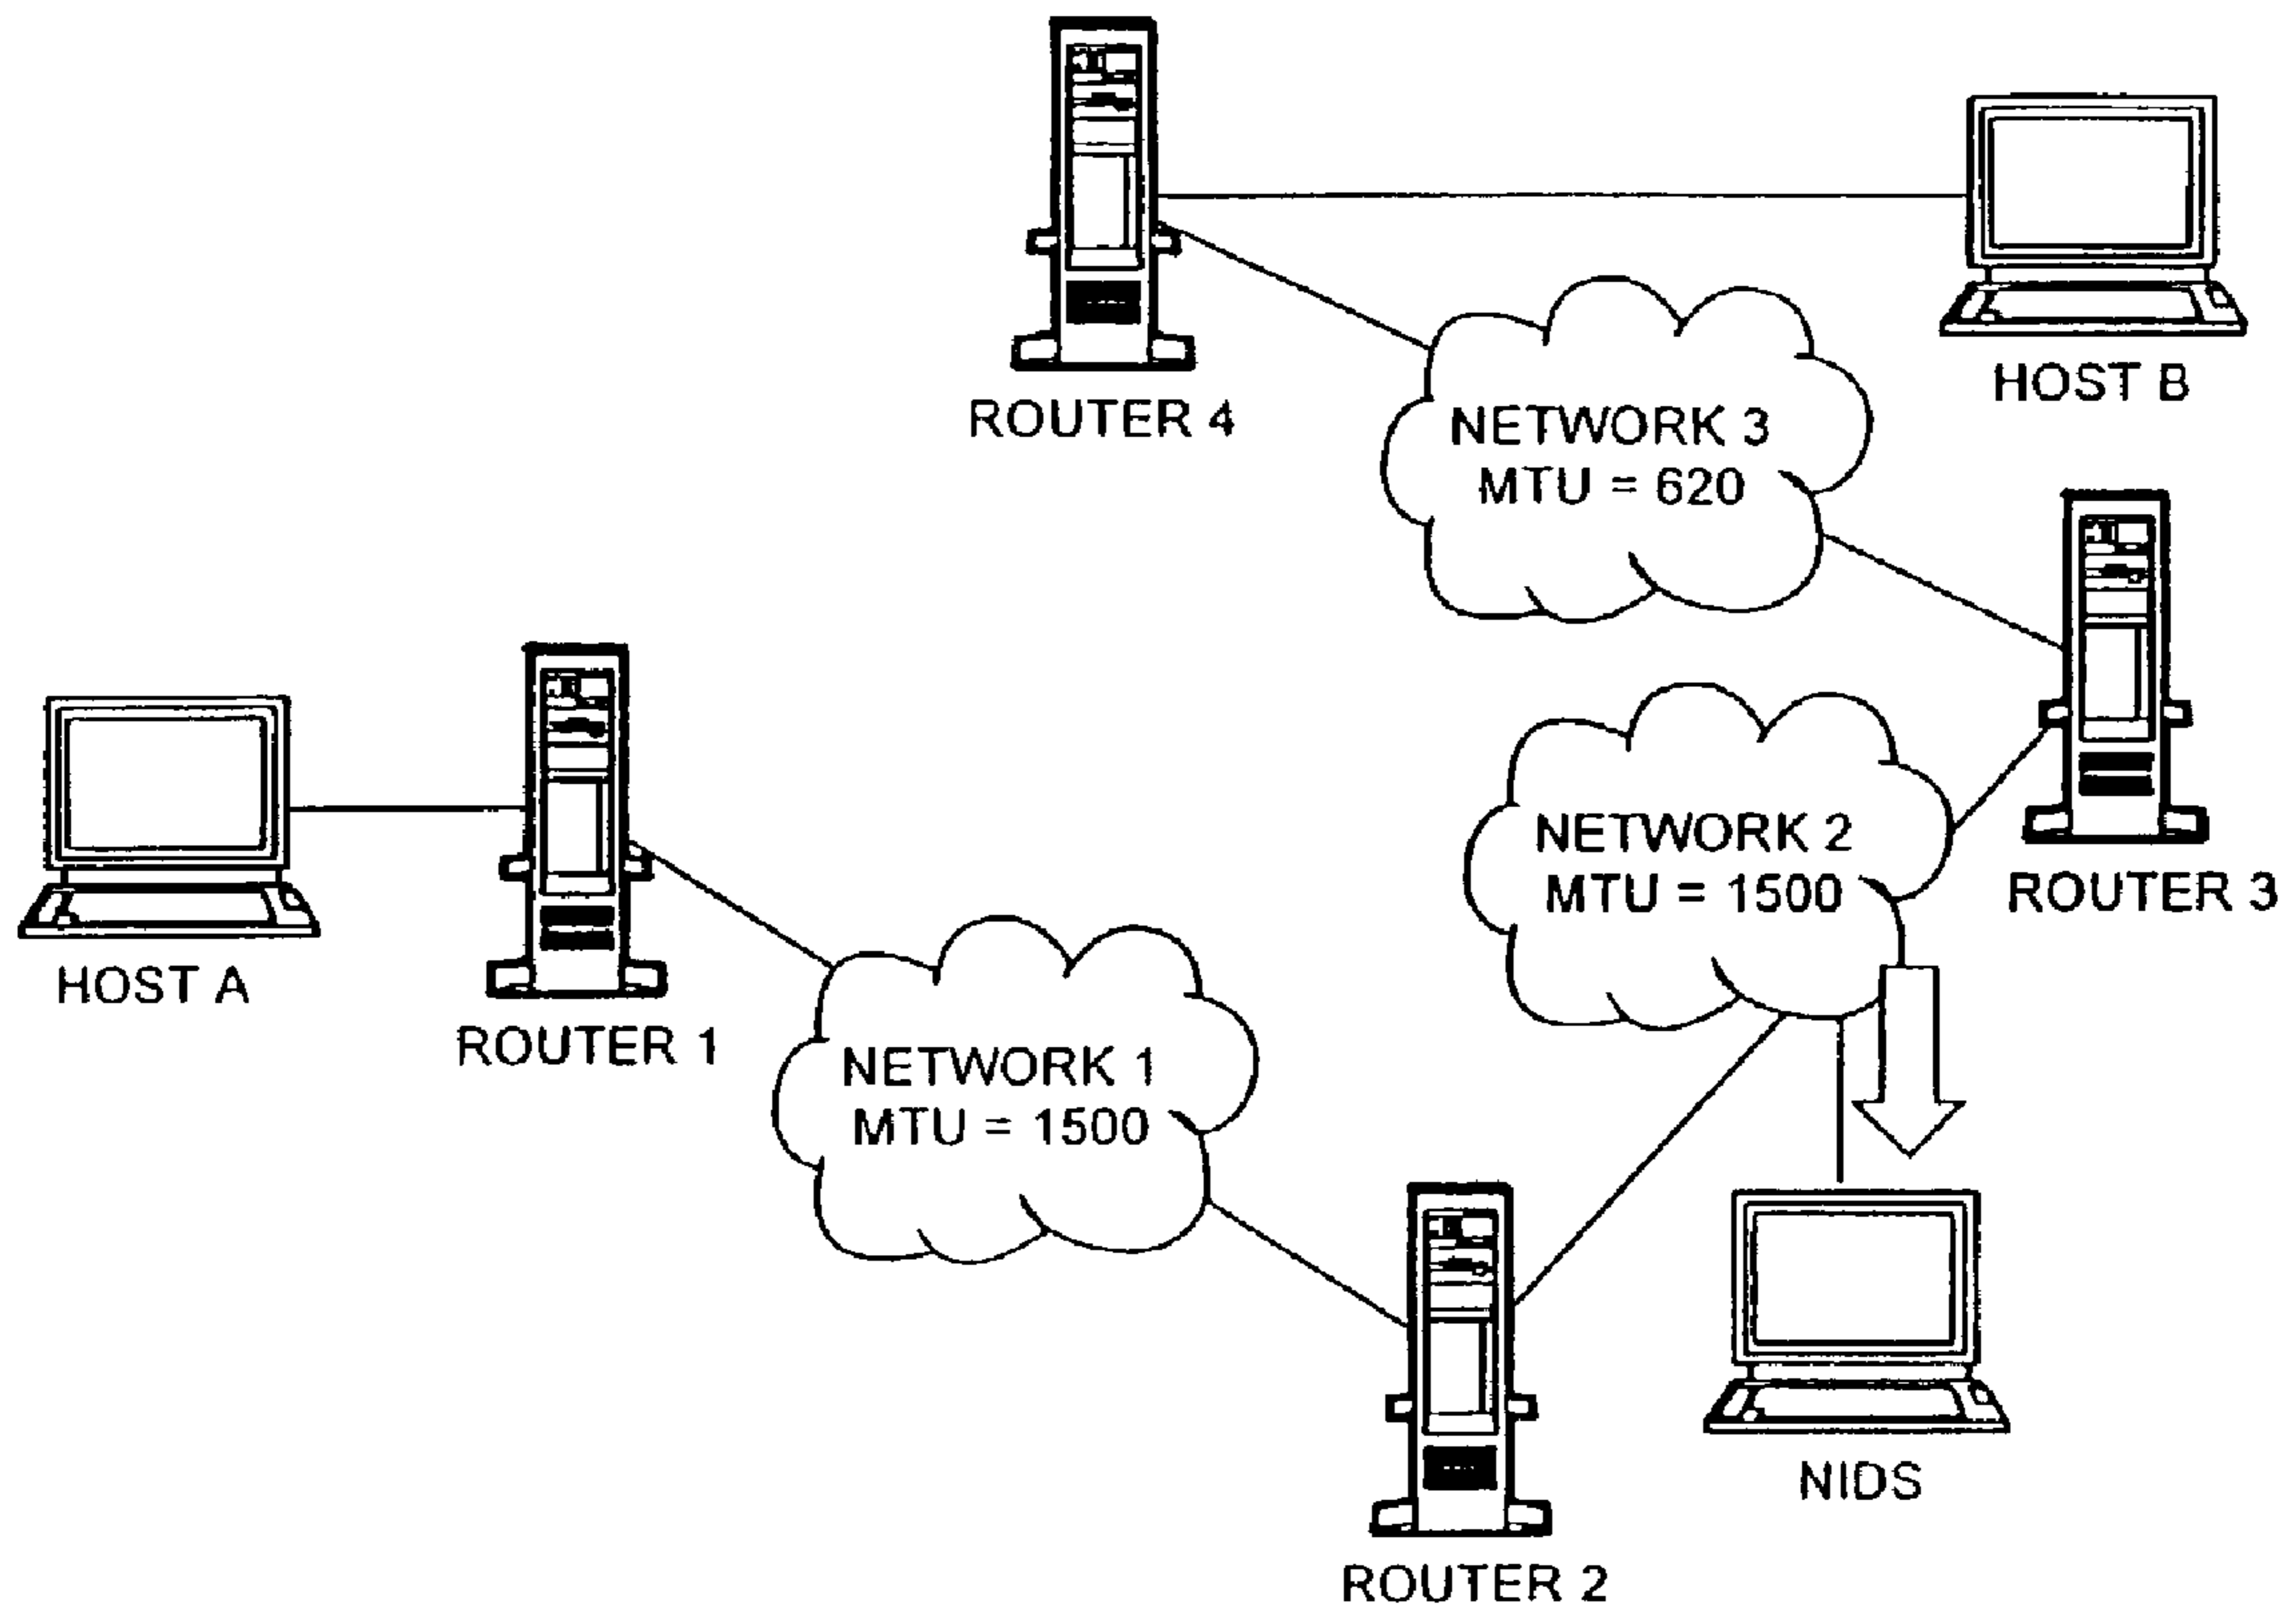 ROUTER 4
HOST B
NETWORK 3
MTU = 620
HOST A
ROUTER 1
NETWORK 2
MTU = 1500
ROUTER 3
NETWORK 1
MTU = 1500
NIDS
ROUTER 2